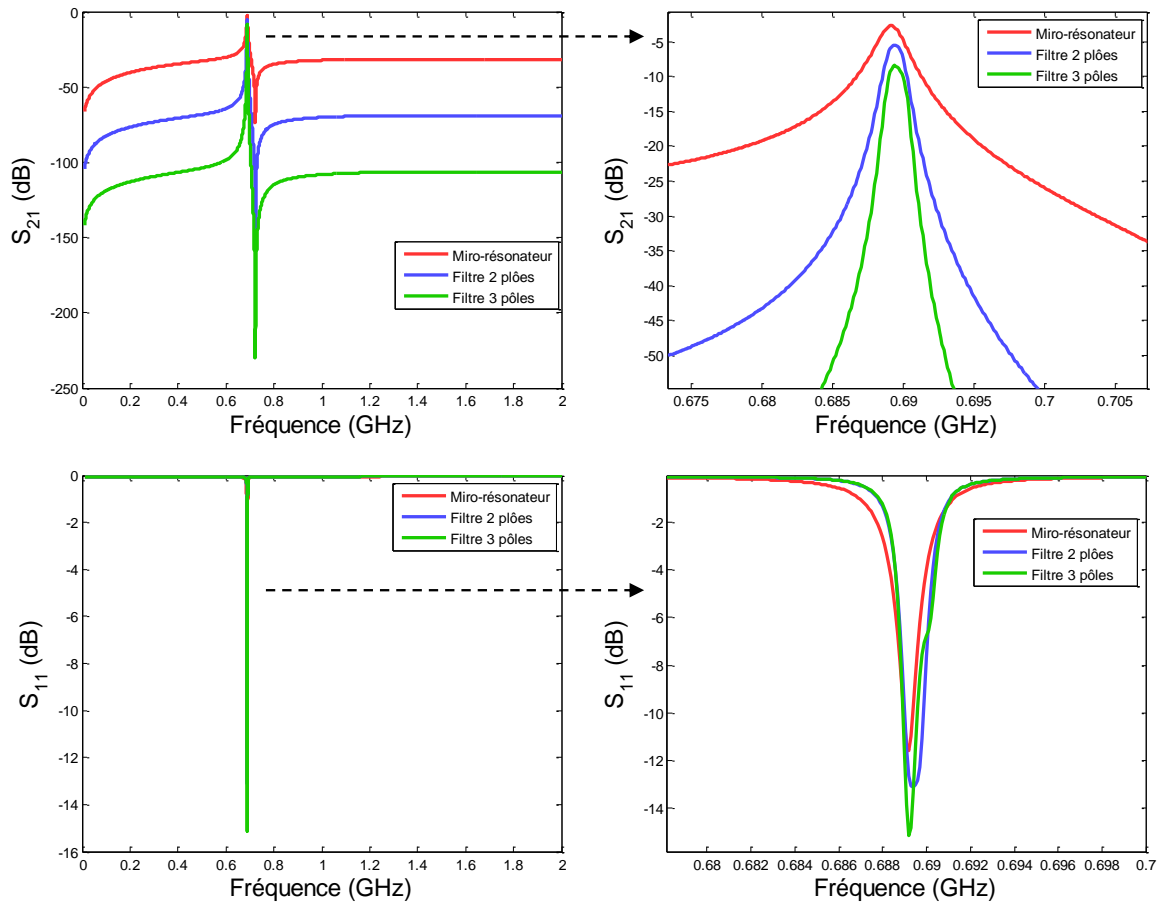 0
-50
-100
-150
-200
-250
S21 (dB)
0 0.2 0.4 0.6 0.8 1 1.2 1.4 1.6 1.8 2
Fréquence (GHz)
Miro-résonateur
Filtre 2 plôes
Filtre 3 pôles
-5
-10
-15
-20
-25
-30
-35
-40
-45
-50
S21 (dB)
0.675 0.68 0.685 0.69 0.695 0.7 0.705
Fréquence (GHz)
Miro-résonateur
Filtre 2 plôes
Filtre 3 pôles
0
-2
-4
-6
-8
-10
-12
-14
-16
S11 (dB)
0 0.2 0.4 0.6 0.8 1 1.2 1.4 1.6 1.8 2
Fréquence (GHz)
Miro-résonateur
Filtre 2 plôes
Filtre 3 pôles
-2
-4
-6
-8
-10
-12
-14
S11 (dB)
0.68 0.682 0.684 0.686 0.688 0.69 0.692 0.694 0.696 0.698 0.7
Fréquence (GHz)
Miro-résonateur
Filtre 2 plôes
Filtre 3 pôles